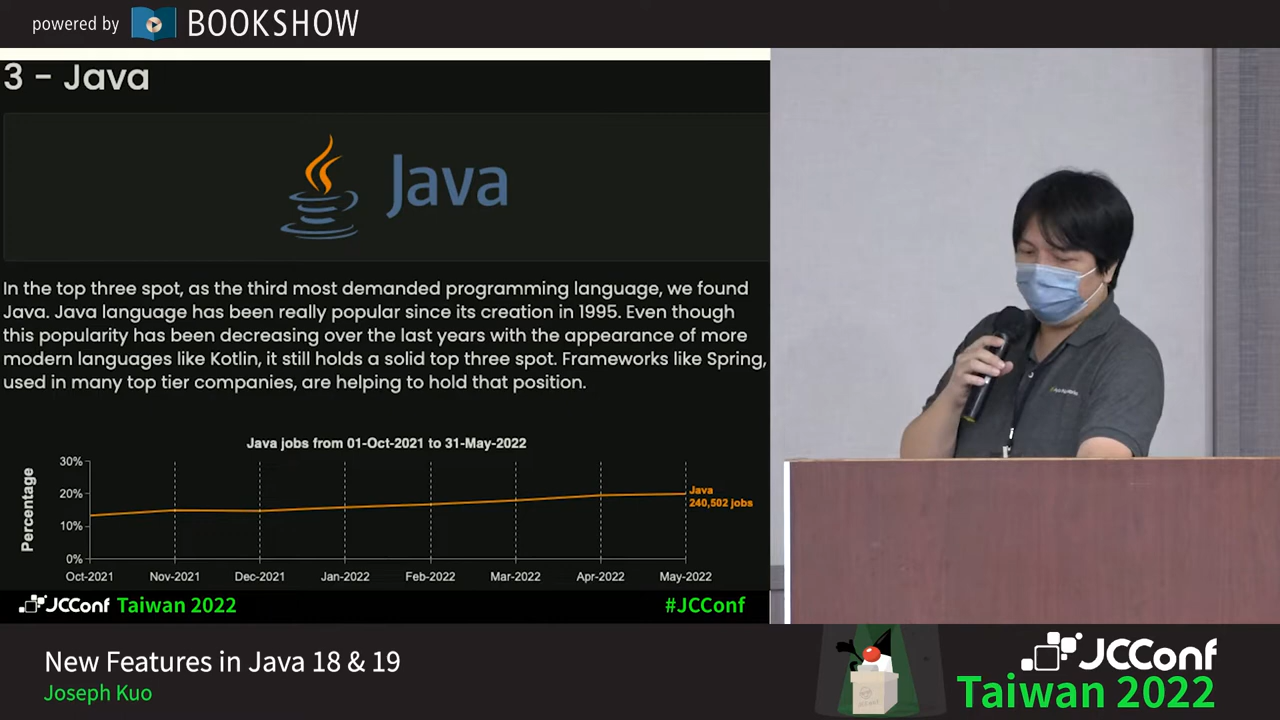 powered by BOOKSHOW
3 - Java
Java
In the top three spot, as the third most demanded programming language, we found
Java. Java language has been really popular since its creation in 1995. Even though
this popularity has been decreasing over the last years with the appearance of more
modern languages like Kotlin, it still holds a solid top three spot. Frameworks like Spring,
used in many top tier companies, are helping to hold that position.
Java jobs from 01-Oct-2021 to 31-May-2022
Percentage
30%
20%
10%
0%
Java
240,502 jobs
Oct-2021 Nov-2021 Dec-2021 Jan-2022 Feb-2022 Mar-2022 Apr-2022 May-2022
JCConf Taiwan 2022
#JCConf
New Features in Java 18 & 19
Joseph Kuo
JCConf
Taiwan 2022